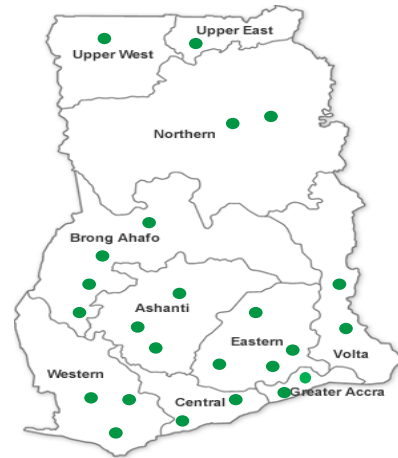 Upper East
Upper West
Northern
Brong Ahafo
Ashanti
Eastern
Volta
Western
Greater Accra
Central